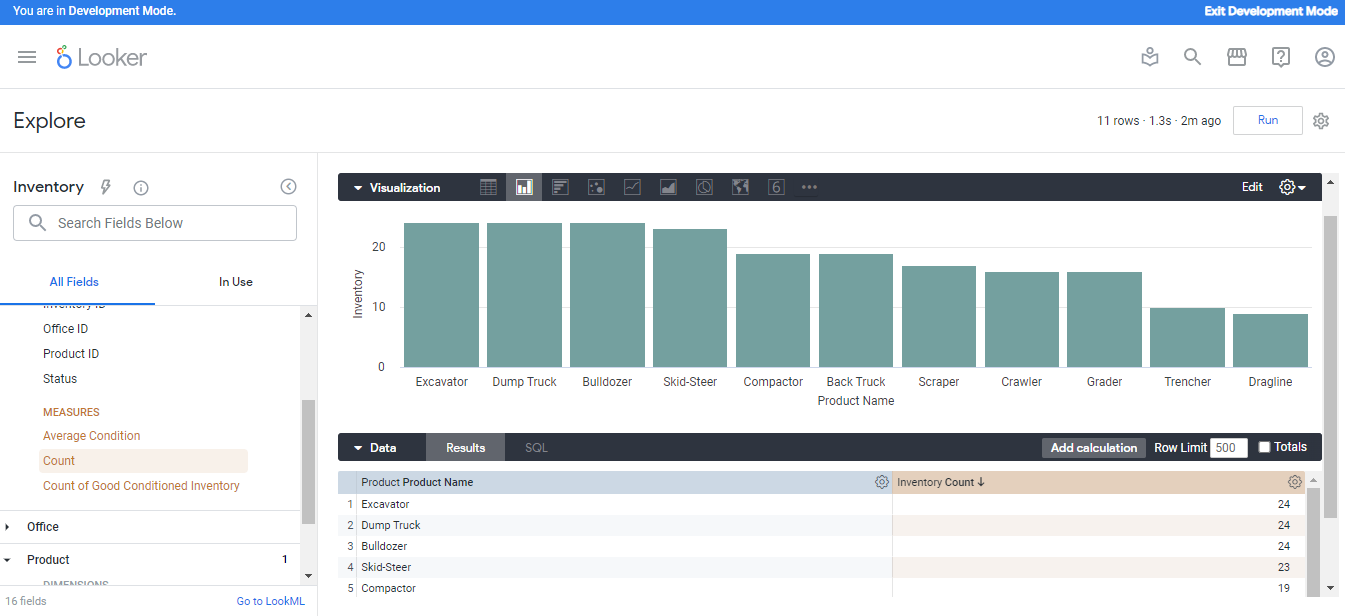 You are in Development Mode.
Exit Development Mode
Looker
Explore
11 rows · 1.3s · 2m ago
Run
Inventory
Search Fields Below
All Fields
In Use
Inventory ID
Office ID
Product ID
Status
MEASURES
Average Condition
Count
Count of Good Conditioned Inventory
Office
Product 1
DIMENSIONS
16 fields
Go to LookML
Visualization
6
Edit
Inventory
20
10
0
Excavator Dump Truck Bulldozer Skid-Steer Compactor Back Truck Scraper Crawler Grader Trencher Dragline
Product Name
Data
Results
SQL
Add calculation
Row Limit 500
Totals
Product Product Name Inventory Count ↓
1 Excavator 24
2 Dump Truck 24
3 Bulldozer 24
4 Skid-Steer 23
5 Compactor 19